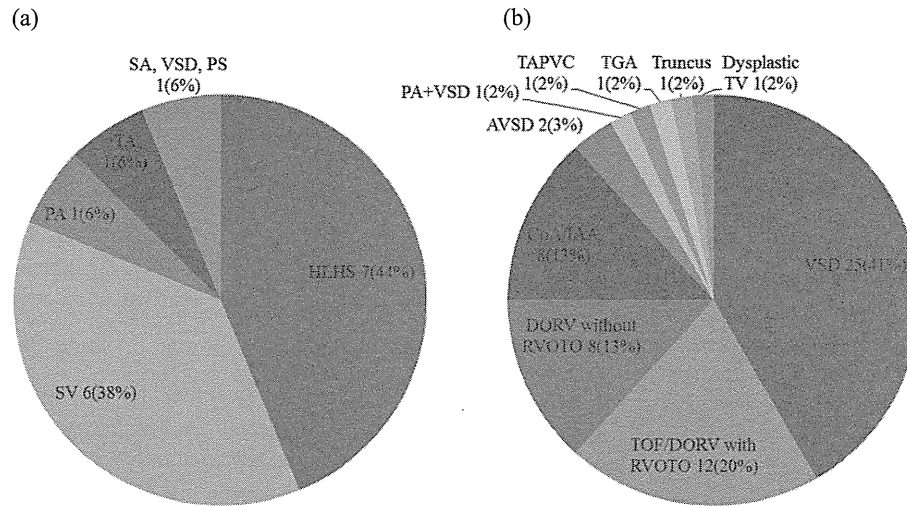 (a)
SA, VSD, PS
1(6%)
TA
1(6%)
PA 1(6%)
HLHS 7(44%)
SV 6(38%)
(b)
TAPVC
1(2%)
TGA
1(2%)
Truncus
1(2%)
Dysplastic
TV 1(2%)
PA+VSD 1(2%)
AVSD 2(3%)
CoA/IAA
8(13%)
VSD 25(41%)
DORV without
RVOTO 8(13%)
TOF/DORV with
RVOTO 12(20%)